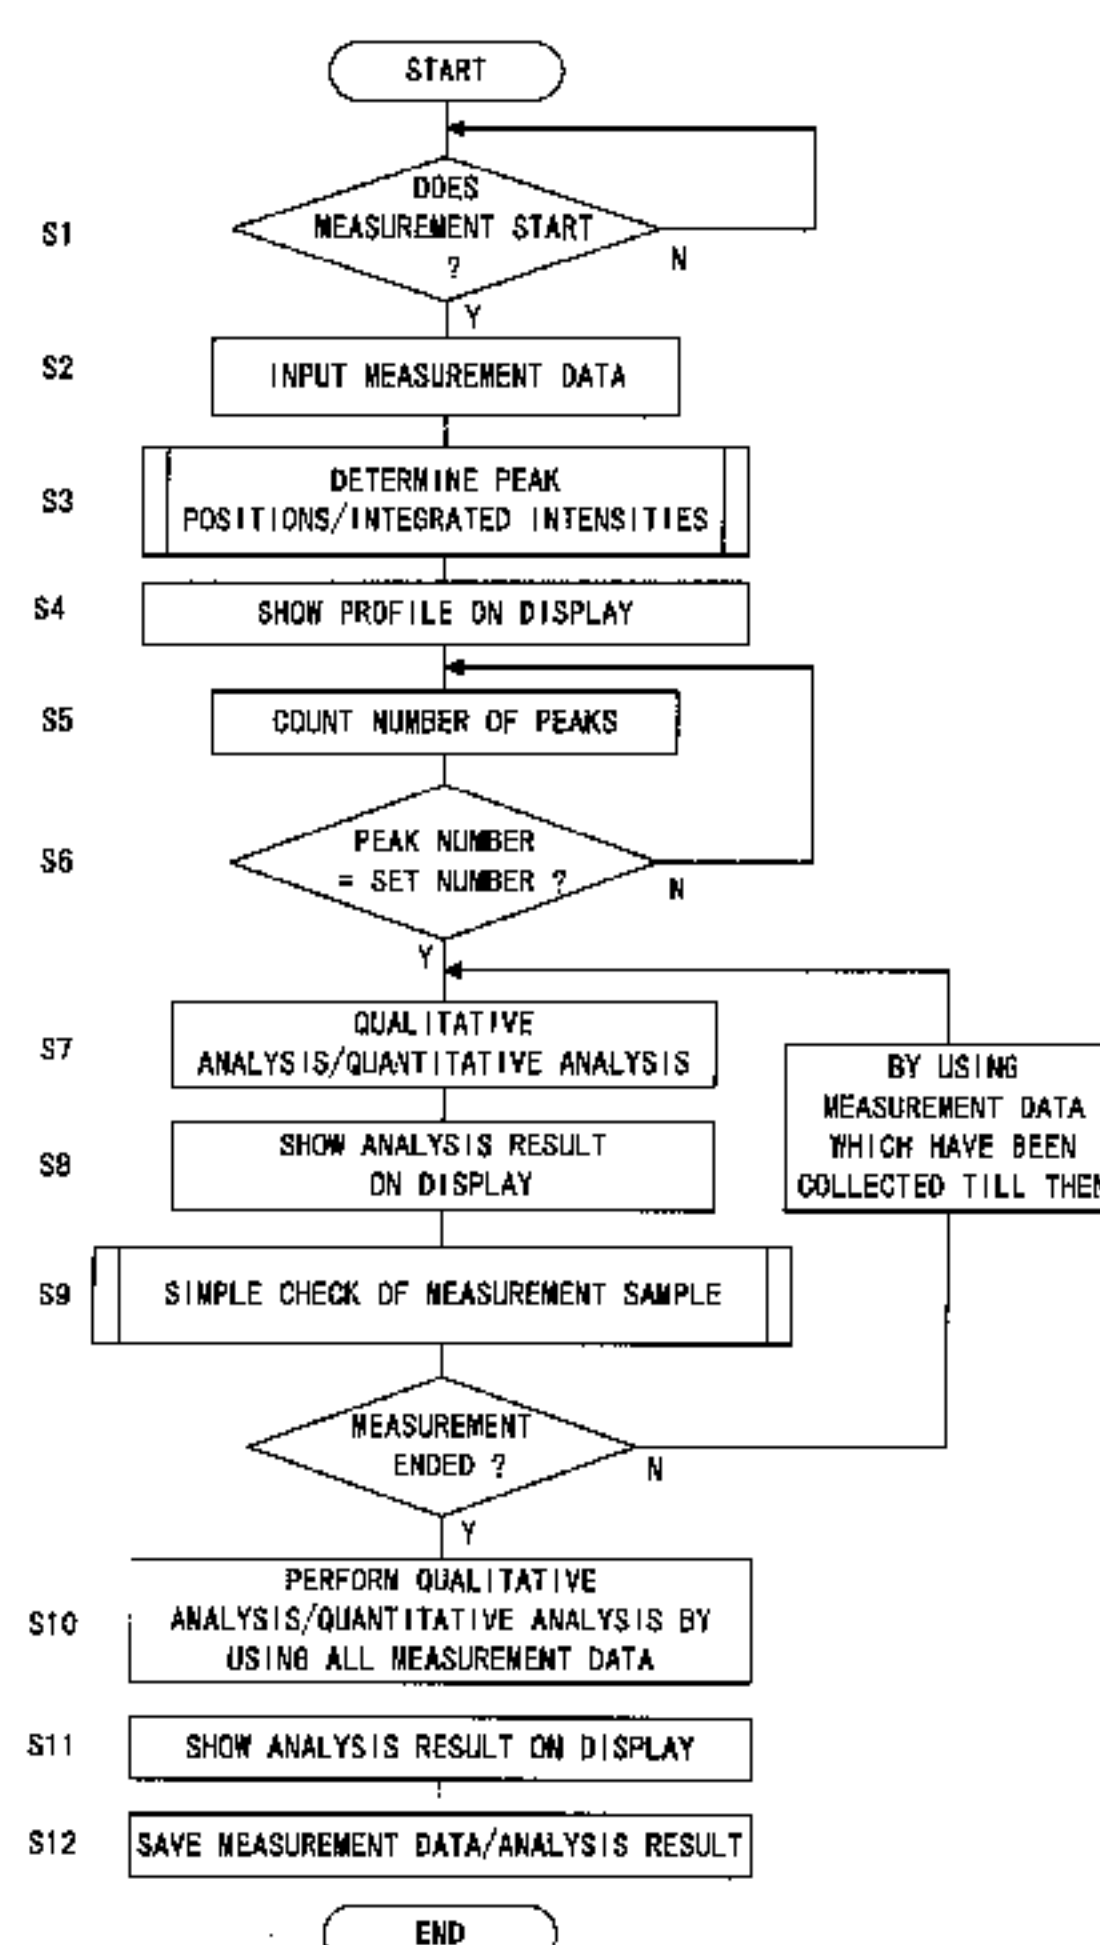 START
DOES
MEASUREMENT START
?
S1
N
Y
S2
INPUT MEASUREMENT DATA
S3
DETERMINE PEAK
POSITIONS/INTEGRATED INTENSITIES
S4
SHOW PROFILE ON DISPLAY
S5
COUNT NUMBER OF PEAKS
S6
PEAK NUMBER
= SET NUMBER ?
N
Y
S7
QUALITATIVE
ANALYSIS/QUANTITATIVE ANALYSIS
BY USING
MEASUREMENT DATA
WHICH HAVE BEEN
COLLECTED TILL THEN
S8
SHOW ANALYSIS RESULT
ON DISPLAY
S9
SIMPLE CHECK OF MEASUREMENT SAMPLE
MEASUREMENT
ENDED ?
N
Y
S10
PERFORM QUALITATIVE
ANALYSIS/QUANTITATIVE ANALYSIS BY
USING ALL MEASUREMENT DATA
S11
SHOW ANALYSIS RESULT ON DISPLAY
S12
SAVE MEASUREMENT DATA/ANALYSIS RESULT
END